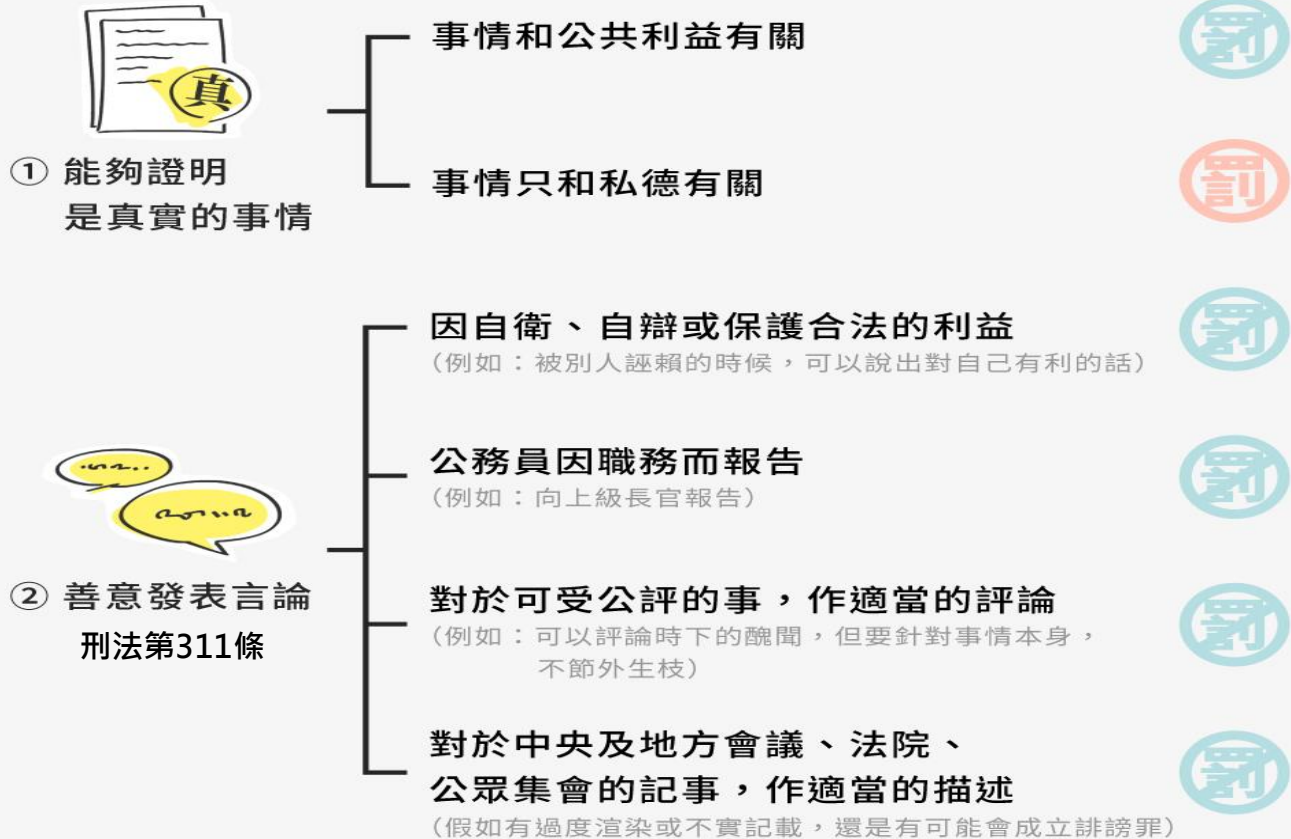 真
事情和公共利益有關
罰
① 能夠證明
是真實的事情
事情只和私德有關
罰
因自衛、自辯或保護合法的利益
(例如：被別人誣賴的時候，可以說出對自己有利的話)
罰
公務員因職務而報告
(例如：向上級長官報告)
罰
② 善意發表言論
刑法第311條
對於可受公評的事，作適當的評論
(例如：可以評論時下的醜聞，但要針對事情本身，
不節外生枝)
罰
對於中央及地方會議、法院、
公眾集會的記事，作適當的描述
(假如有過度渲染或不實記載，還是有可能會成立誹謗罪)
罰